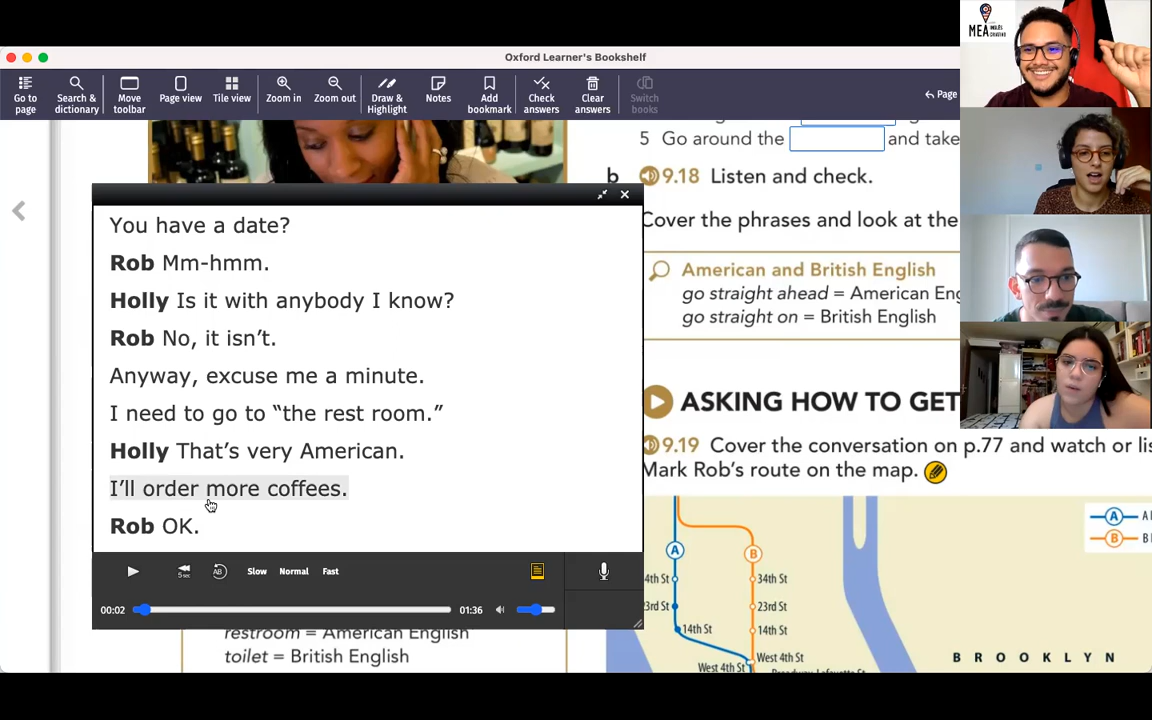 Oxford Learner's Bookshelf
MEA INGLÉS CREATIVO
Go to page
Search & dictionary
Move toolbar
Page view
Tile view
Zoom in
Zoom out
Draw & Highlight
Notes
Add bookmark
Check answers
Clear answers
Switch books
Page
5 Go around the and take
b 9.18 Listen and check.
Cover the phrases and look at the
American and British English
go straight ahead = American
go straight on = British English
ASKING HOW TO GET
9.19 Cover the conversation on p.77 and watch or
Mark Rob's route on the map.
You have a date?
Rob Mm-hmm.
Holly Is it with anybody I know?
Rob No, it isn't.
Anyway, excuse me a minute.
I need to go to “the rest room.”
Holly That's very American.
I'll order more coffees.
Rob OK.
5 sec
AB
Slow
Normal
Fast
00:02
01:36
restroom = American English
toilet = British English
A
B
A
B
4th St
34th St
3rd St
23rd St
14th St
14th St
West 4th St
West 4th St
BROOKLYN